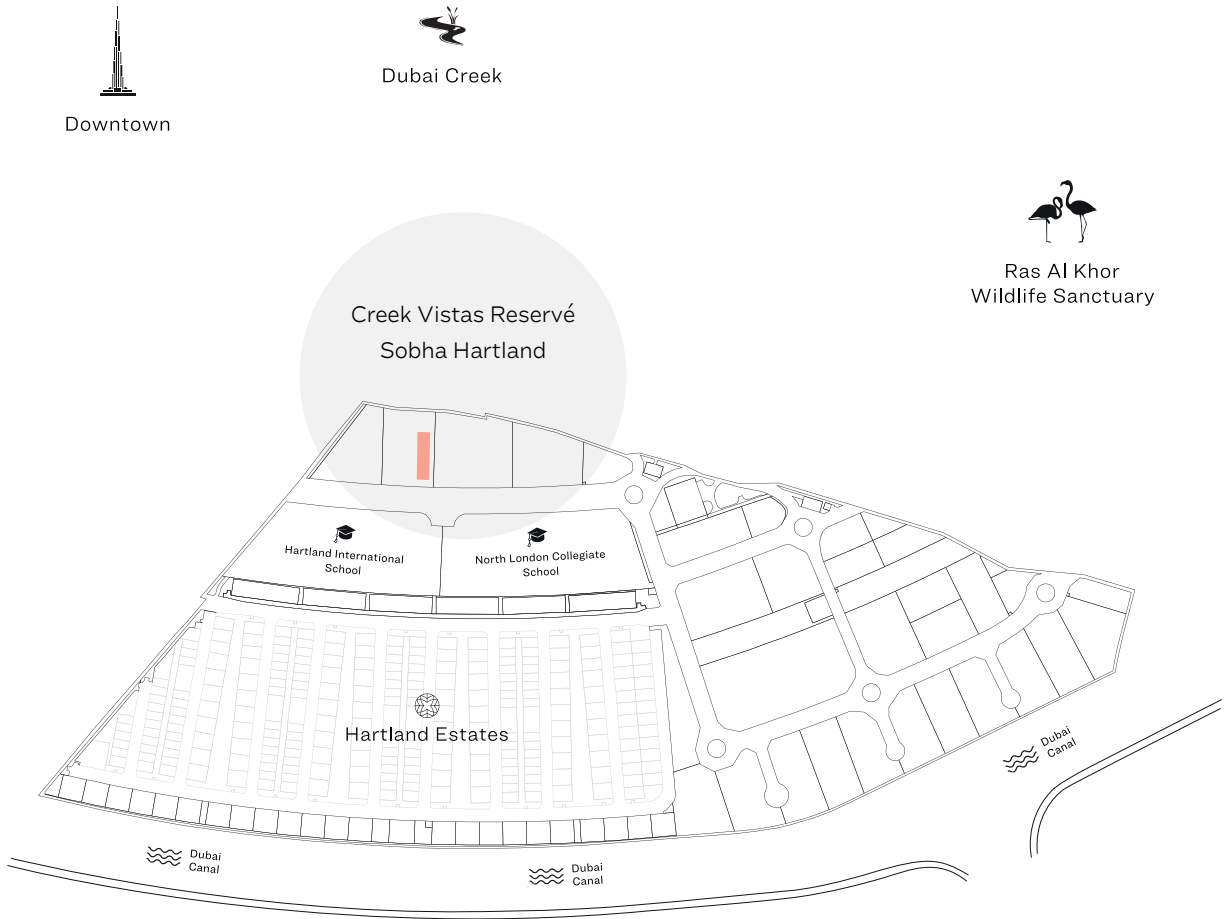 Dubai Creek
Downtown
Ras Al Khor
Wildlife Sanctuary
Creek Vistas Reservé
Sobha Hartland
Hartland International
School
North London Collegiate
School
Hartland Estates
Dubai
Canal
Dubai
Canal
Dubai
Canal